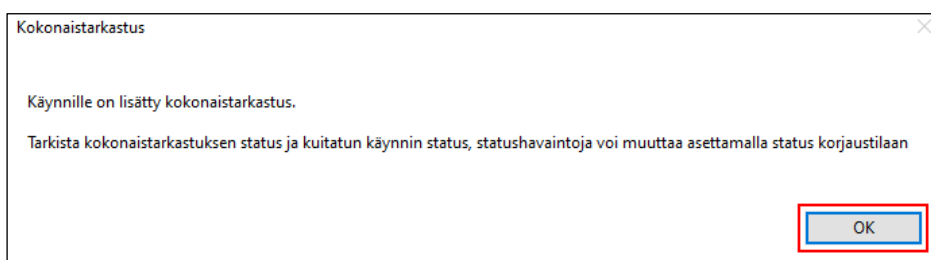 Kokonaistarkastus
Käynnille on lisätty kokonaistarkastus.
Tarkista kokonaistarkastuksen status ja kuitatun käynnin status, statushavaintoja voi muuttaa asettamalla status korjaustilaan
OK